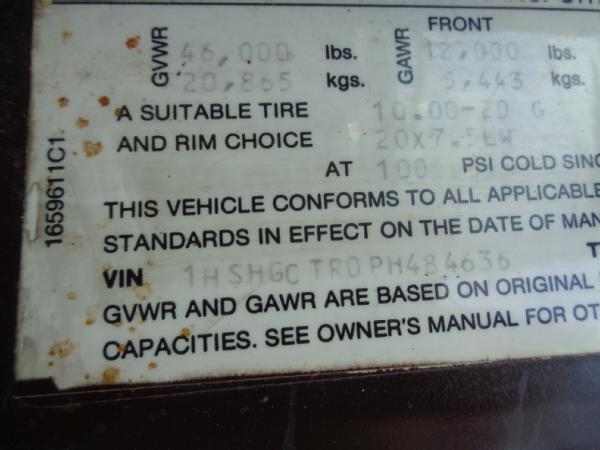 FRONT
GVWR 46,000 lbs. GAWR 12,000 lbs.
20,865 kgs. 5,443 kgs.
A SUITABLE TIRE 10.00-20 G
AND RIM CHOICE 20X7.5LW
AT 100 PSI COLD SING
THIS VEHICLE CONFORMS TO ALL APPLICABLE
STANDARDS IN EFFECT ON THE DATE OF MAN
VIN 1HSHGCTR0PH484636 T
GVWR AND GAWR ARE BASED ON ORIGINAL
CAPACITIES. SEE OWNER'S MANUAL FOR OT
1659611C1